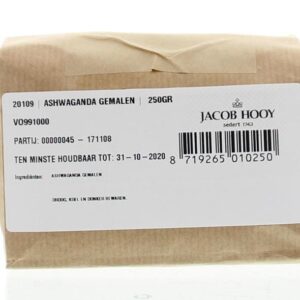 20109 | ASHWAGANDA GEMALEN | 250GR
VO991000
JACOB HOOY
sedert 1743
PARTIJ: 00000045 - 171108
TEN MINSTE HOUDBAAR TOT: 31-10-2020
8 719265 010250
Ingrediënten: ASHWAGANDA GEMALEN
DROOG, KOEL EN DONKER BEWAREN.